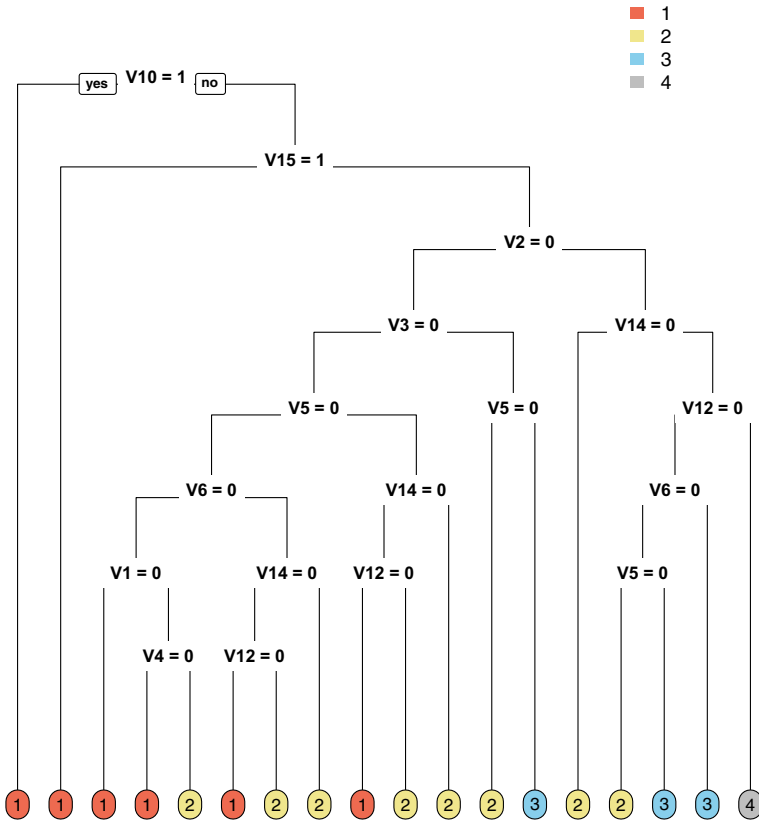 1
2
3
4
yes V10 = 1 no
V15 = 1
V2 = 0
V3 = 0 V14 = 0
V5 = 0 V5 = 0 V12 = 0
V6 = 0 V14 = 0 V6 = 0
V1 = 0 V14 = 0 V12 = 0 V5 = 0
V4 = 0 V12 = 0
1 1 1 1 2 1 2 2 1 2 2 2 3 2 2 3 3 4